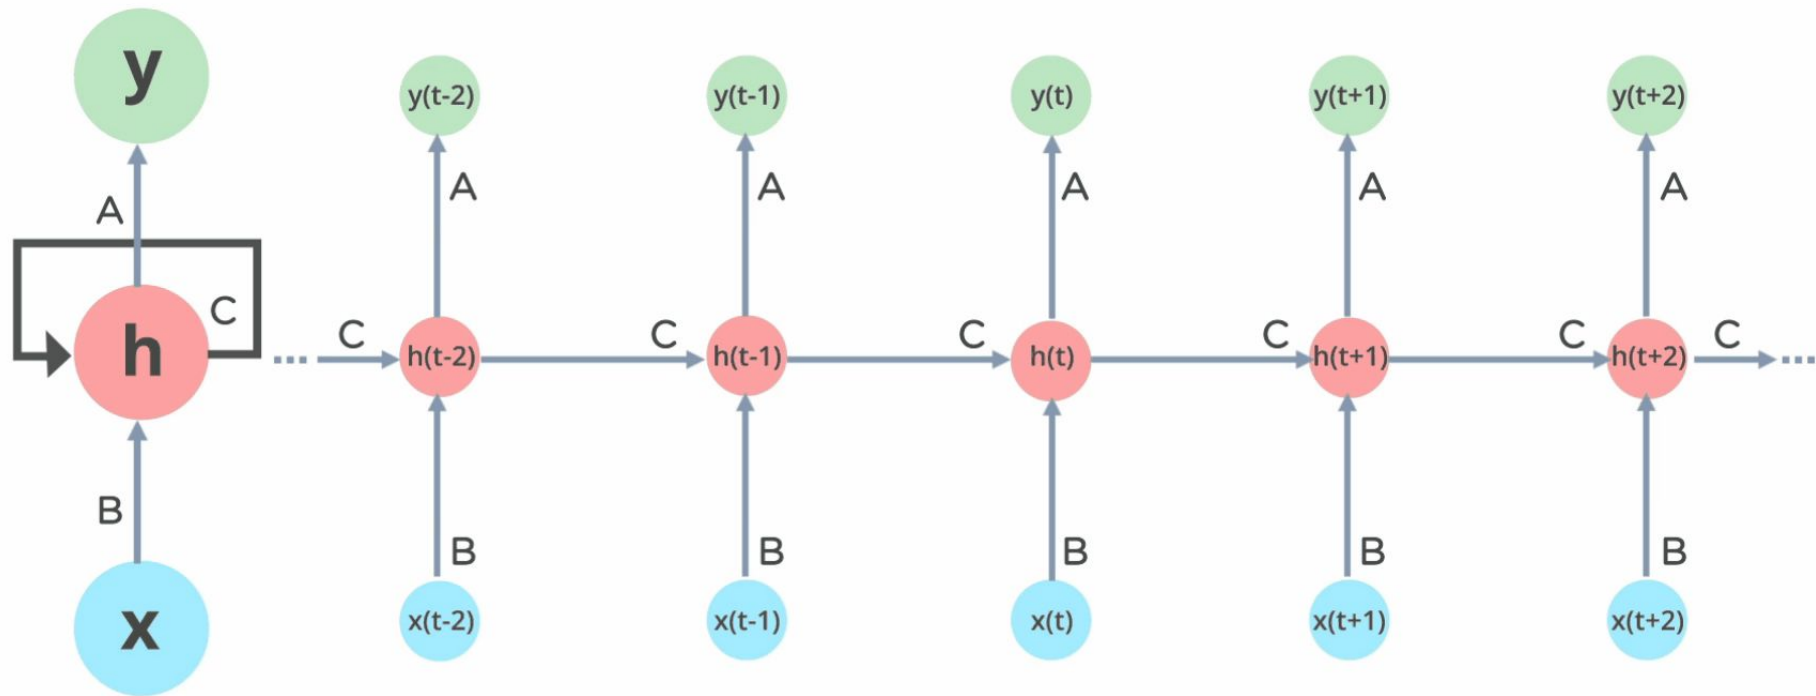 y
y(t-2) y(t-1) y(t) y(t+1) y(t+2)
A A A A A A
C C C C C C C
h h(t-2) h(t-1) h(t) h(t+1) h(t+2)
B B B B B B
x x(t-2) x(t-1) x(t) x(t+1) x(t+2)